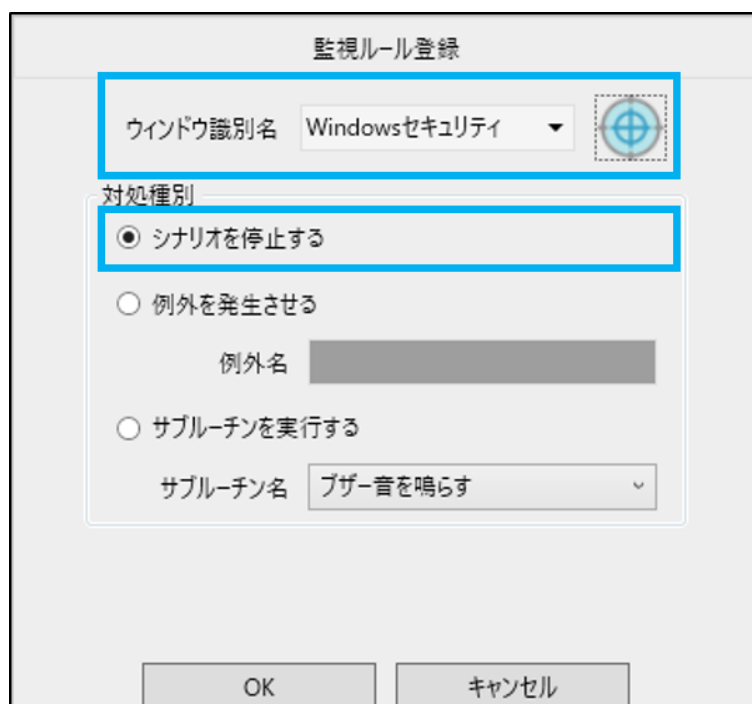 監視ルール登録
ウィンドウ識別名 Windowsセキュリティ
対処種別
シナリオを停止する
例外を発生させる
例外名
サブルーチンを実行する
サブルーチン名 ブザー音を鳴らす
OK キャンセル